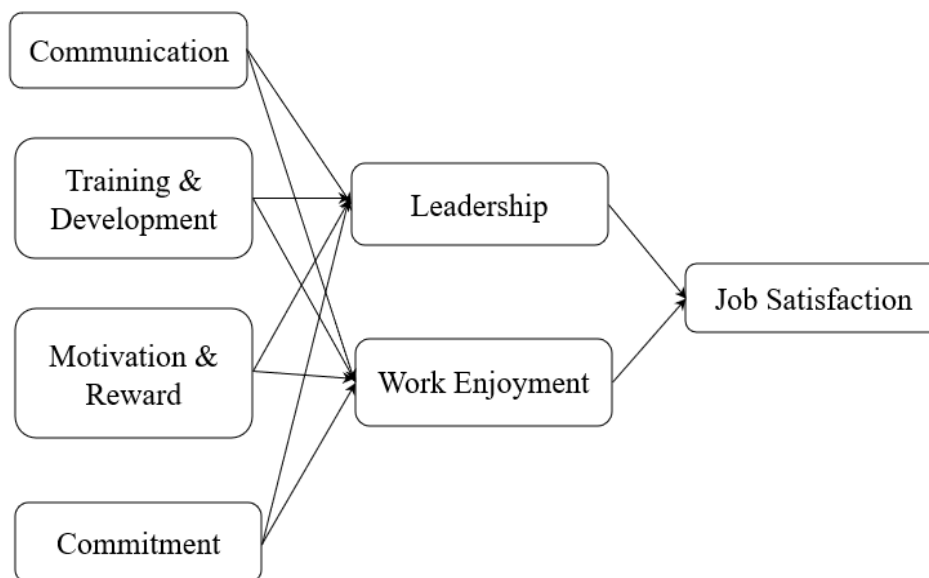 Communication
Training &
Development
Motivation &
Reward
Commitment
Leadership
Work Enjoyment
Job Satisfaction